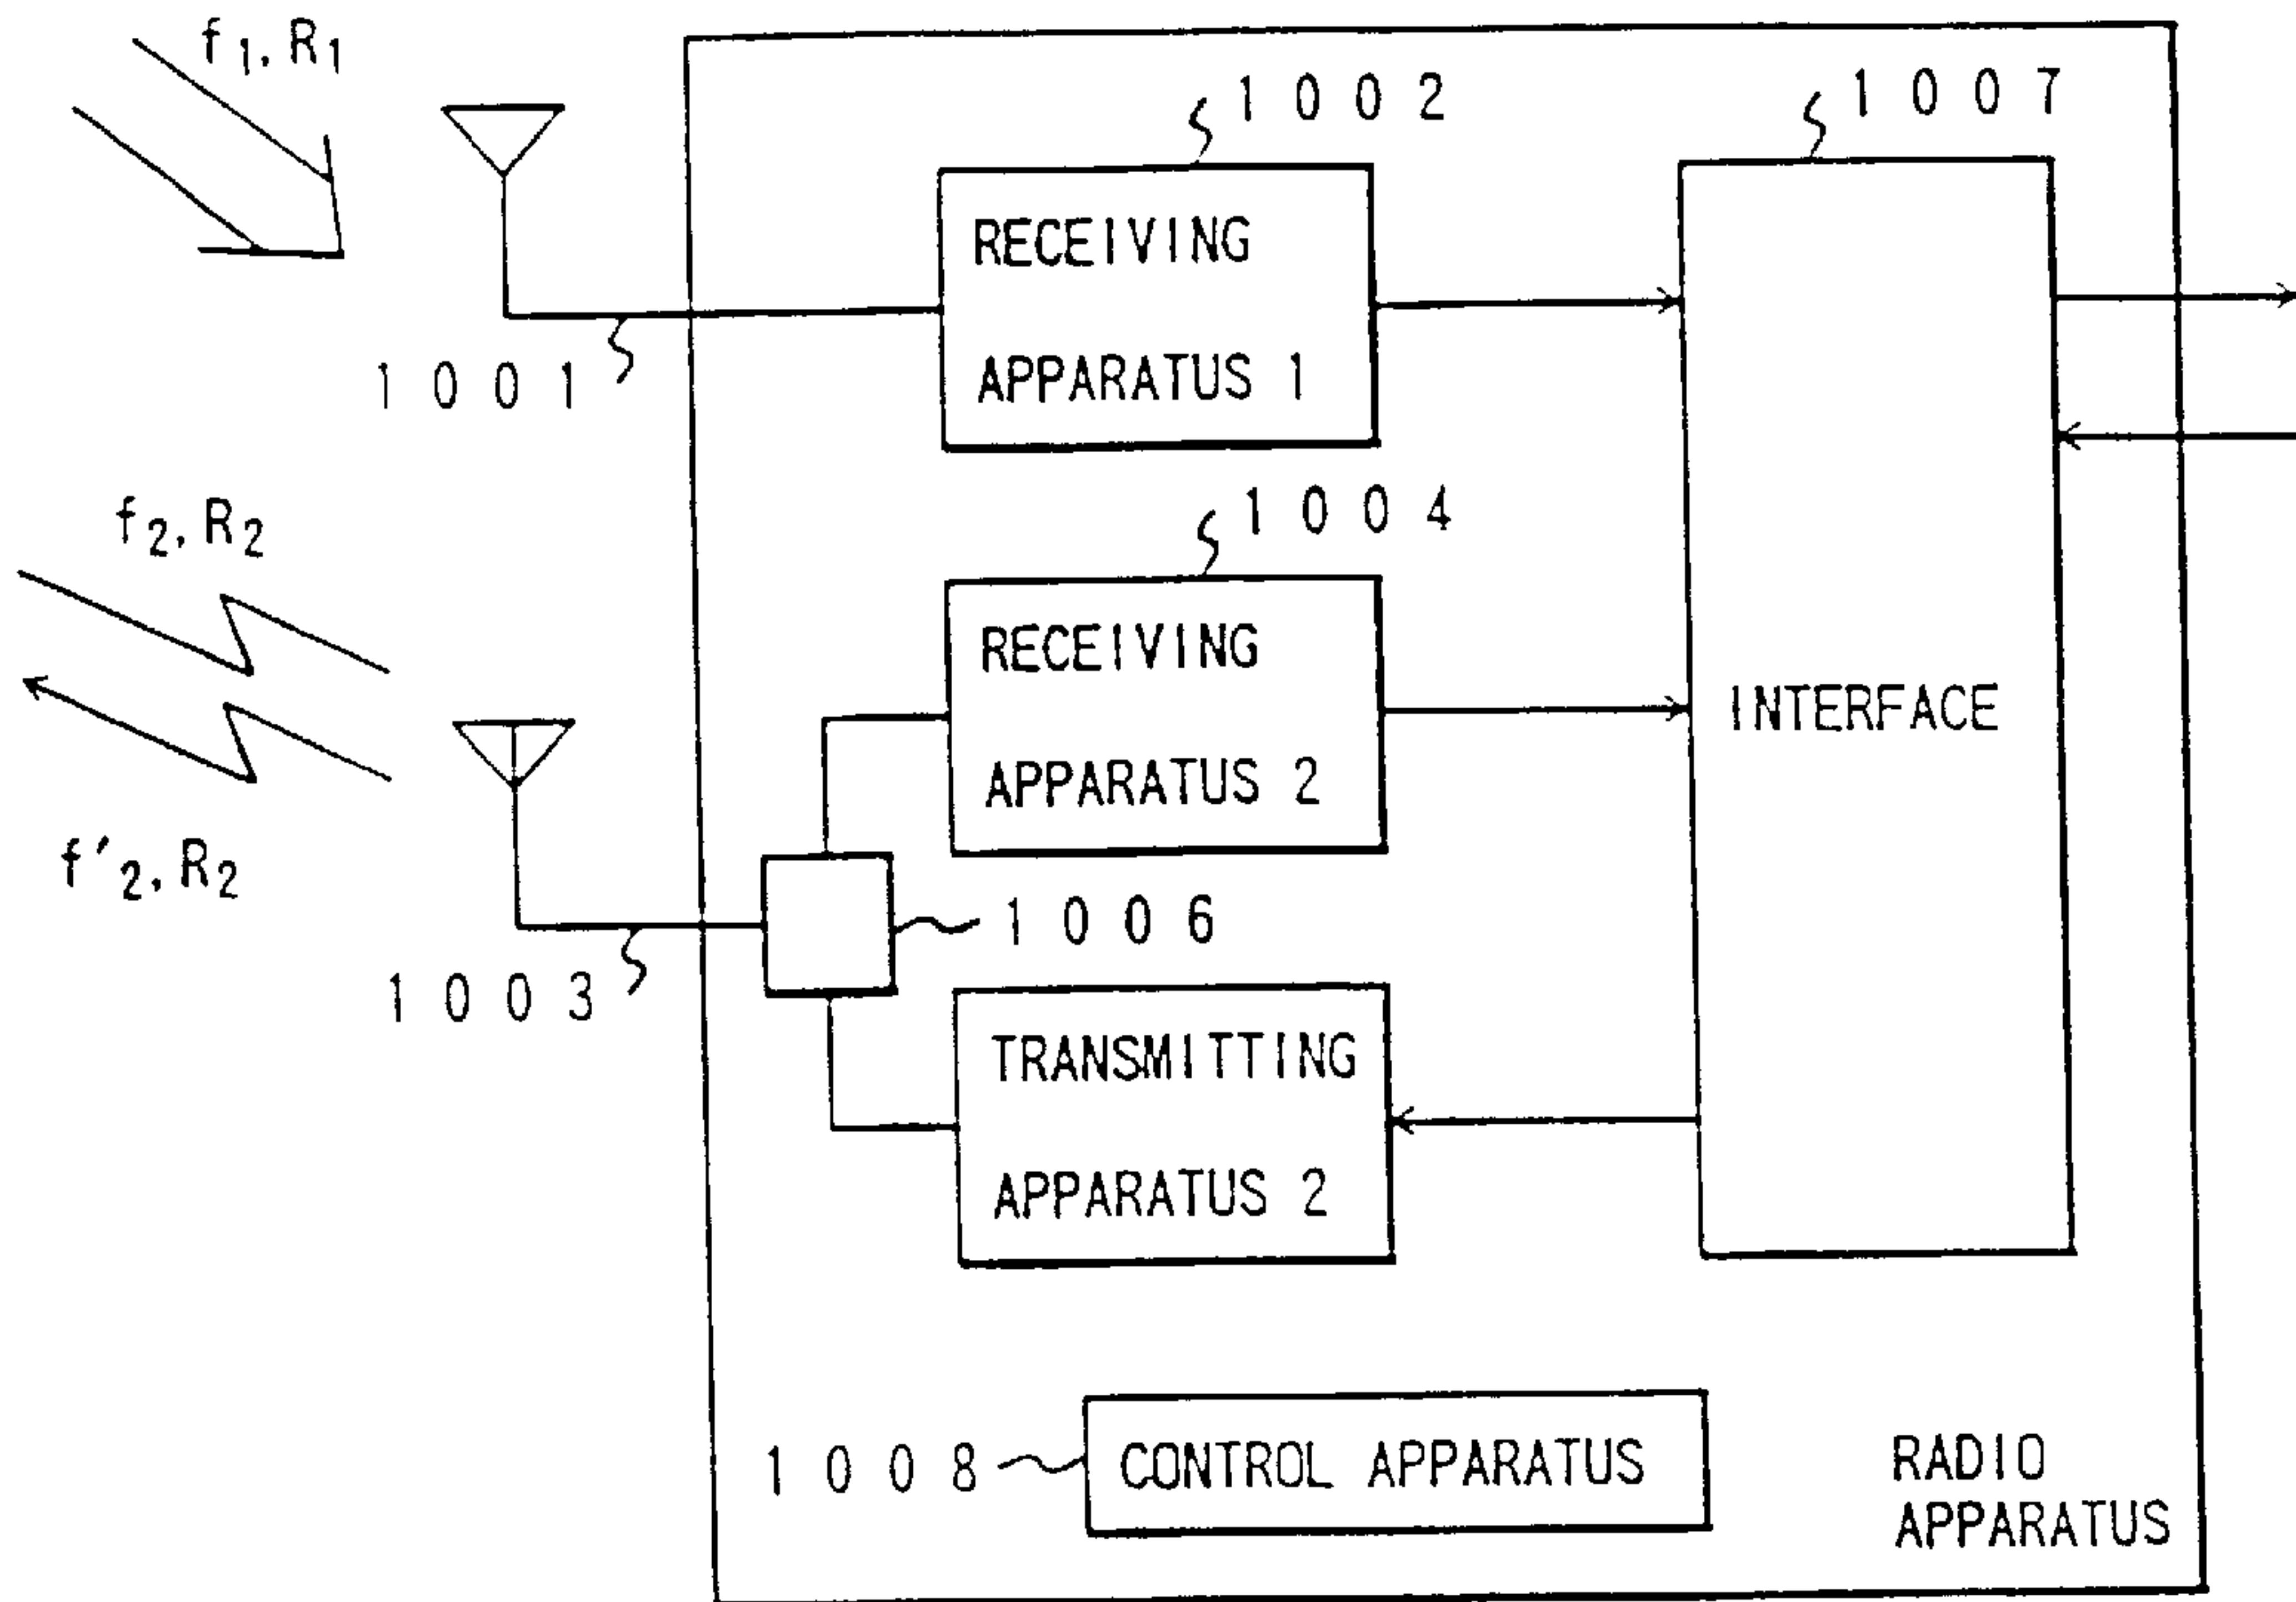 f1, R1
1002
1007
RECEIVING
APPARATUS 1
1001
f2, R2
1004
RECEIVING
APPARATUS 2
INTERFACE
f'2, R2
1006
1003
TRANSMITTING
APPARATUS 2
1008
CONTROL APPARATUS
RADIO
APPARATUS